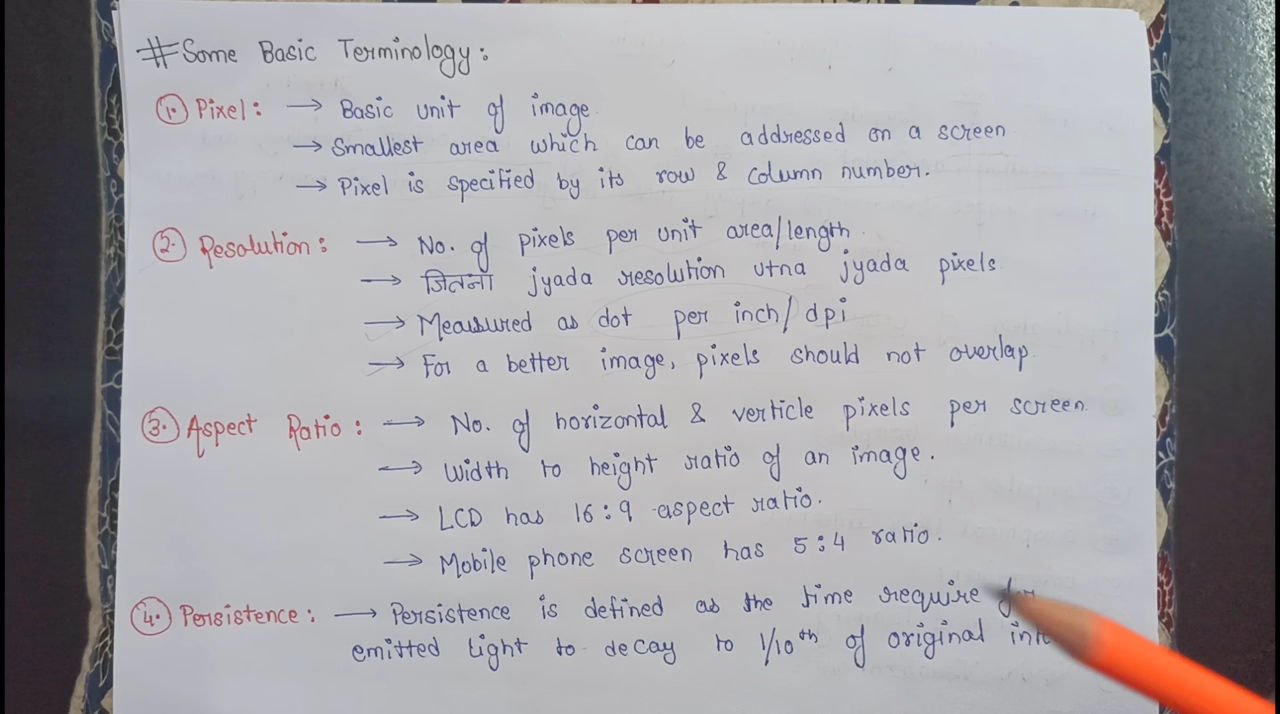 #Some Basic Terminology:
① Pixel: → Basic unit of image.
→ Smallest area which can be addressed on a screen
→ Pixel is specified by its row & column number.
② Resolution: → No. of pixels per unit area/length.
→ जितना jyada resolution utna jyada pixels.
→ Measured as dot per inch/dpi
→ For a better image, pixels should not overlap.
③ Aspect Ratio: → No. of horizontal & verticle pixels per screen.
→ Width to height ratio of an image.
→ LCD has 16:9 aspect ratio.
→ Mobile phone screen has 5:4 ratio.
④ Persistence: → Persistence is defined as the time require
emitted light to decay to 1/10th of original